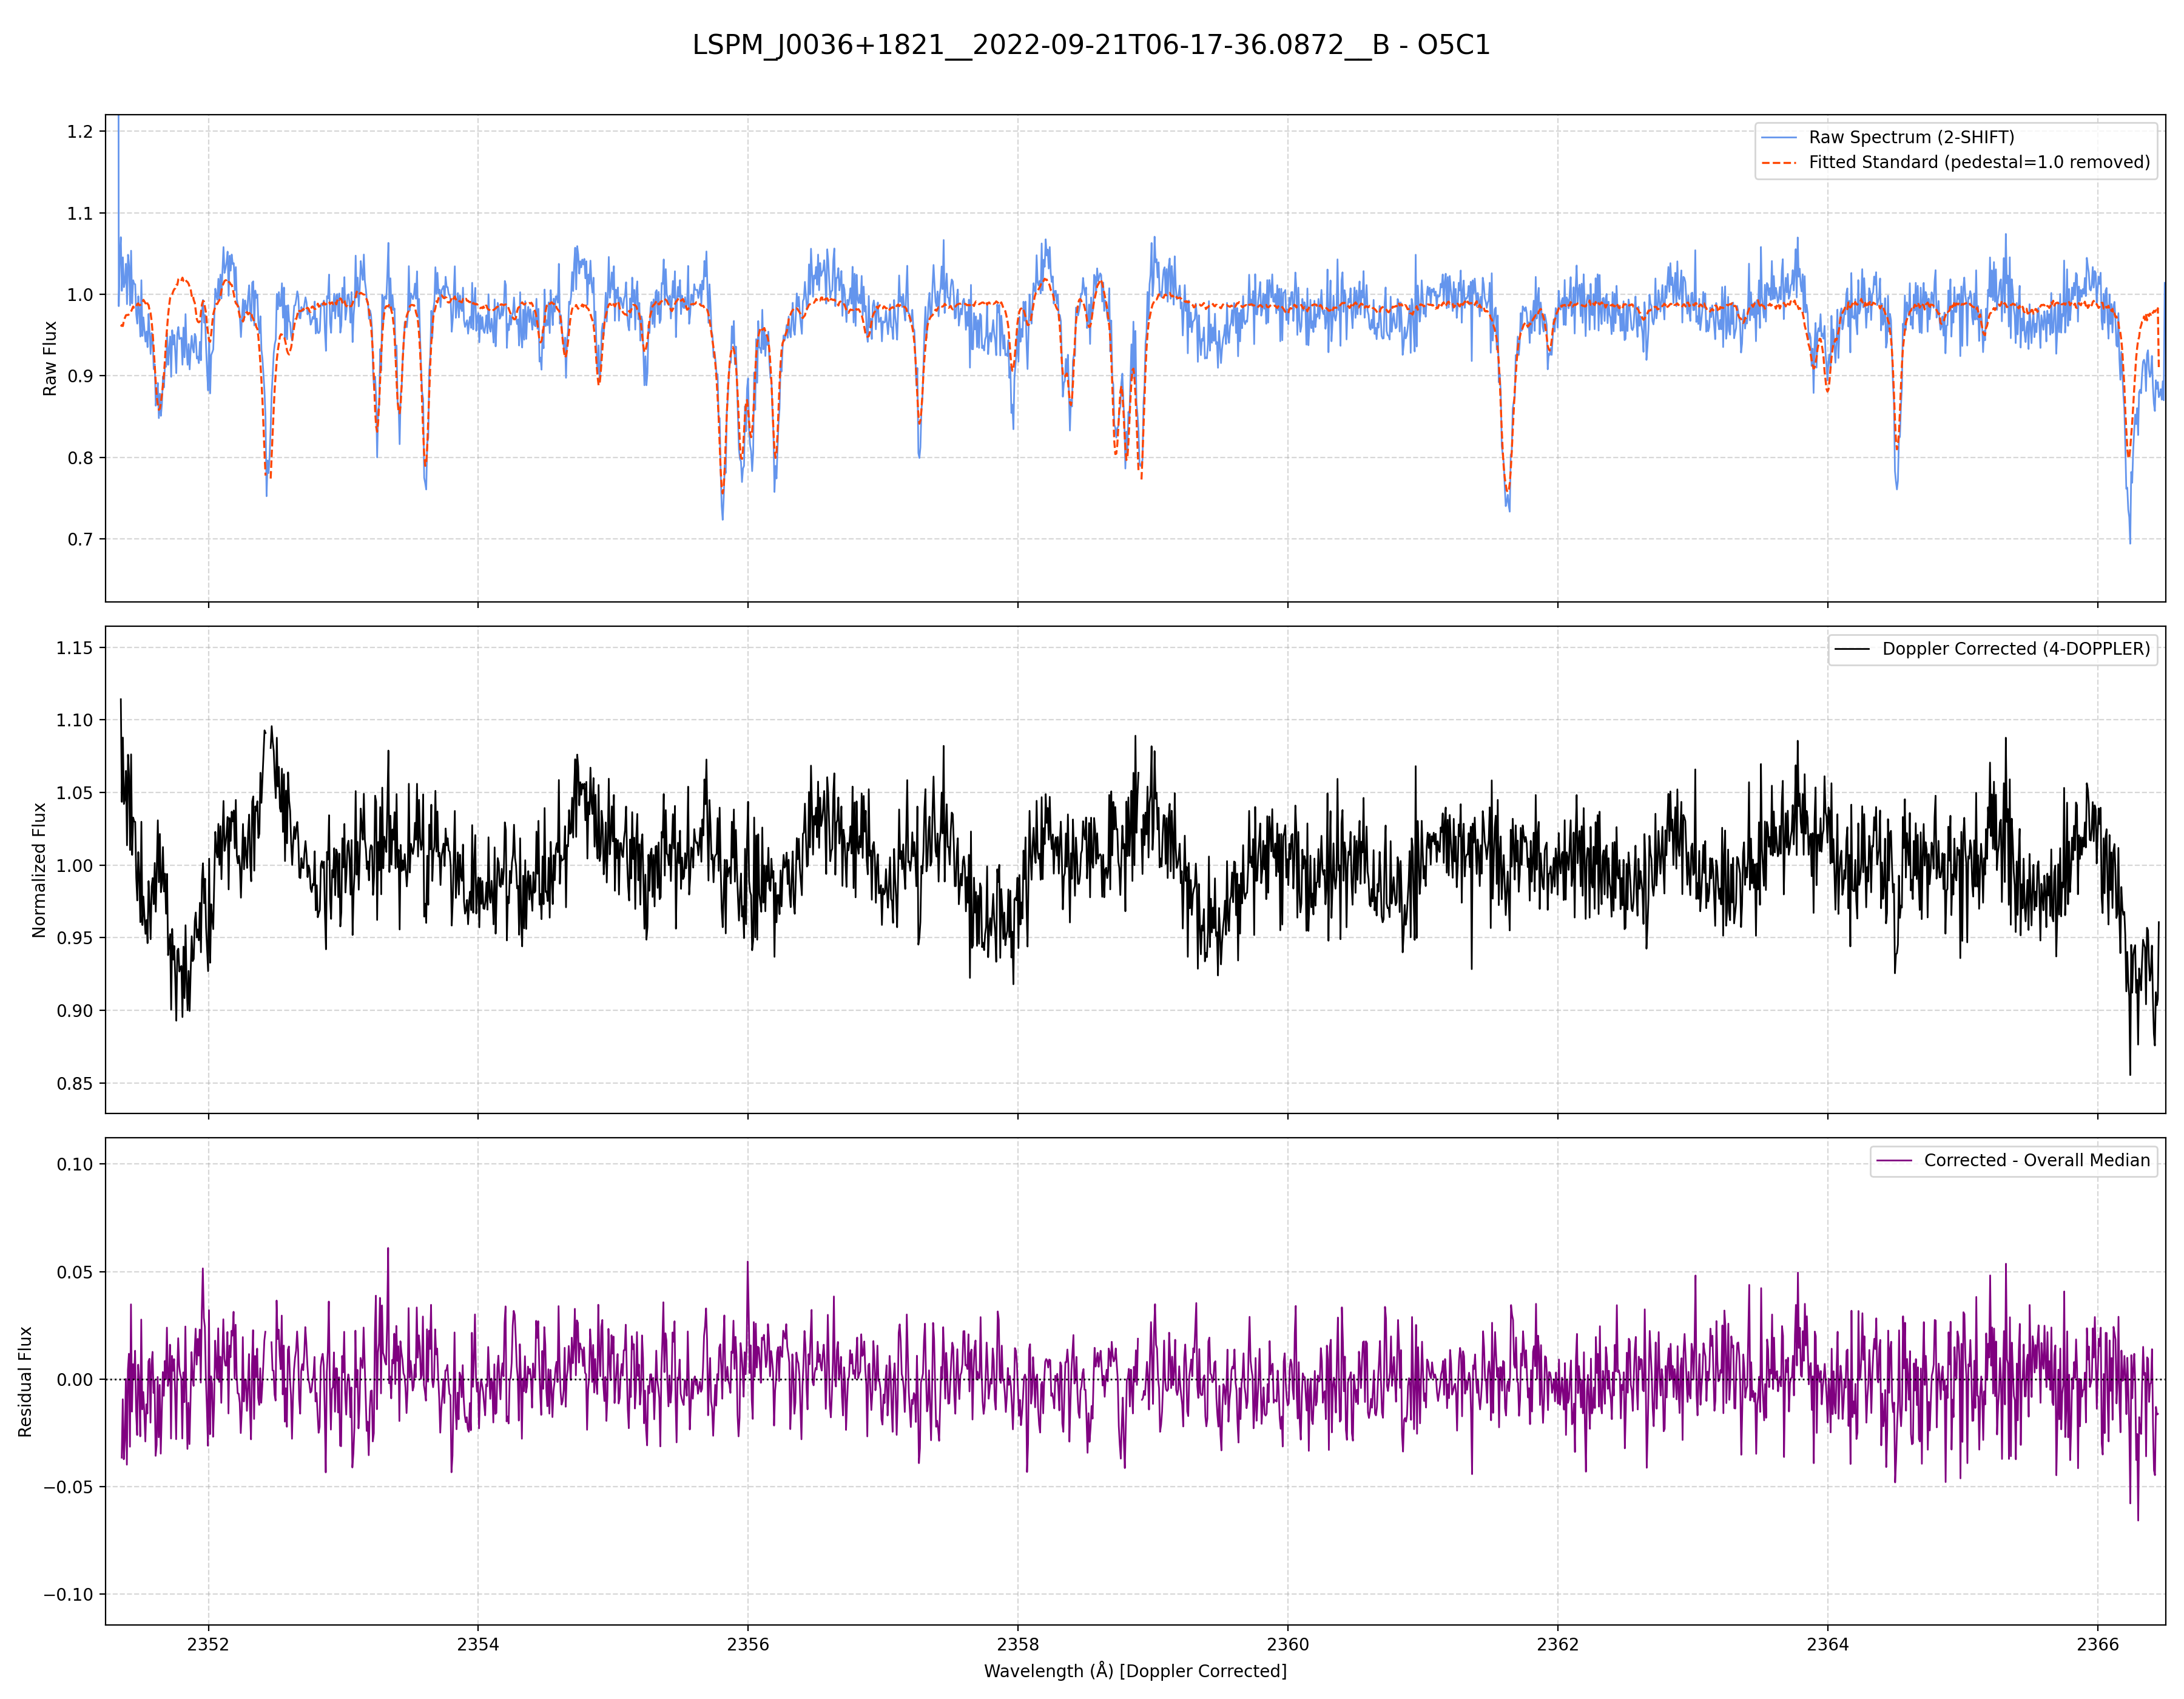 LSPM_J0036+1821__2022-09-21T06-17-36.0872__B - O5C1
Raw Flux
1.2
1.1
1.0
0.9
0.8
0.7
Raw Spectrum (2-SHIFT)
Fitted Standard (pedestal=1.0 removed)
Normalized Flux
1.15
1.10
1.05
1.00
0.95
0.90
0.85
Doppler Corrected (4-DOPPLER)
Residual Flux
0.10
0.05
0.00
−0.05
−0.10
Corrected - Overall Median
2352 2354 2356 2358 2360 2362 2364 2366
Wavelength (Å) [Doppler Corrected]